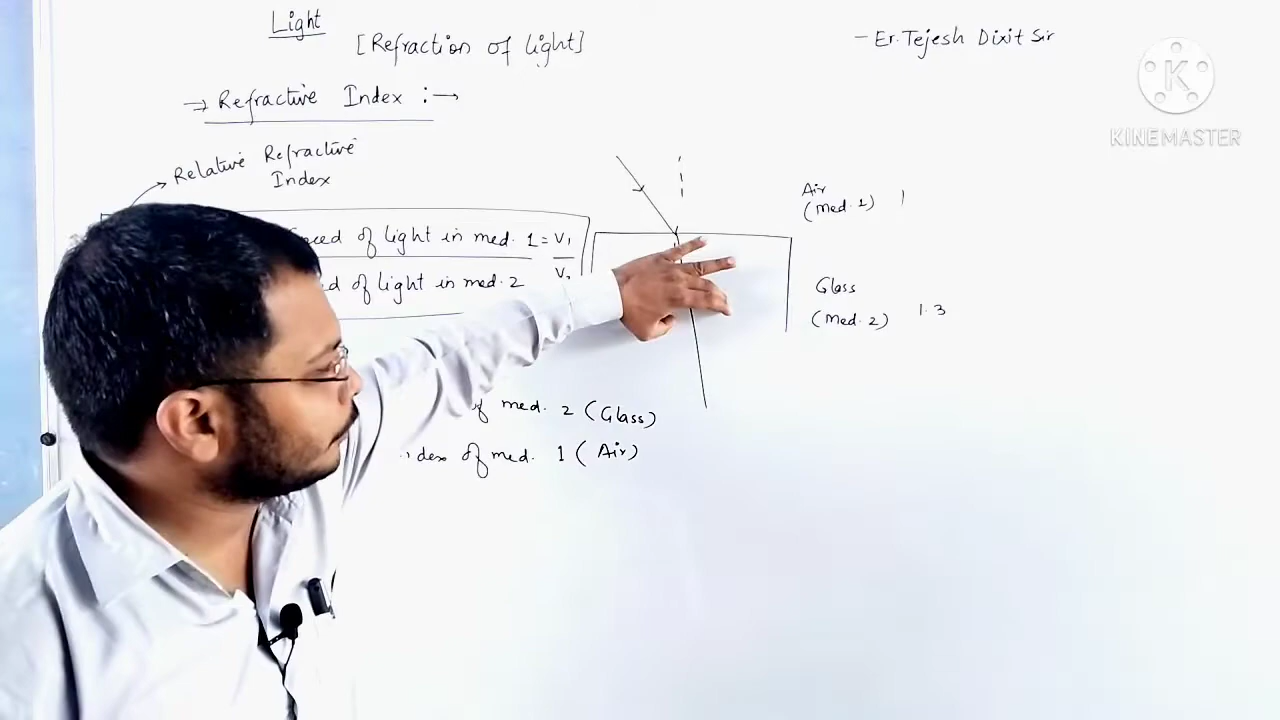 Light
[Refraction of light]
- Er. Tejesh Dixit Sir
K
KINEMASTER
⇒ Refractive Index :→
Relative Refractive
Index
of light in med. 1 = V₁
of light in med. 2
Air
(med. 1) 1
Glass
(med. 2) 1.3
of med. 2 (Glass)
of med. 1 (Air)